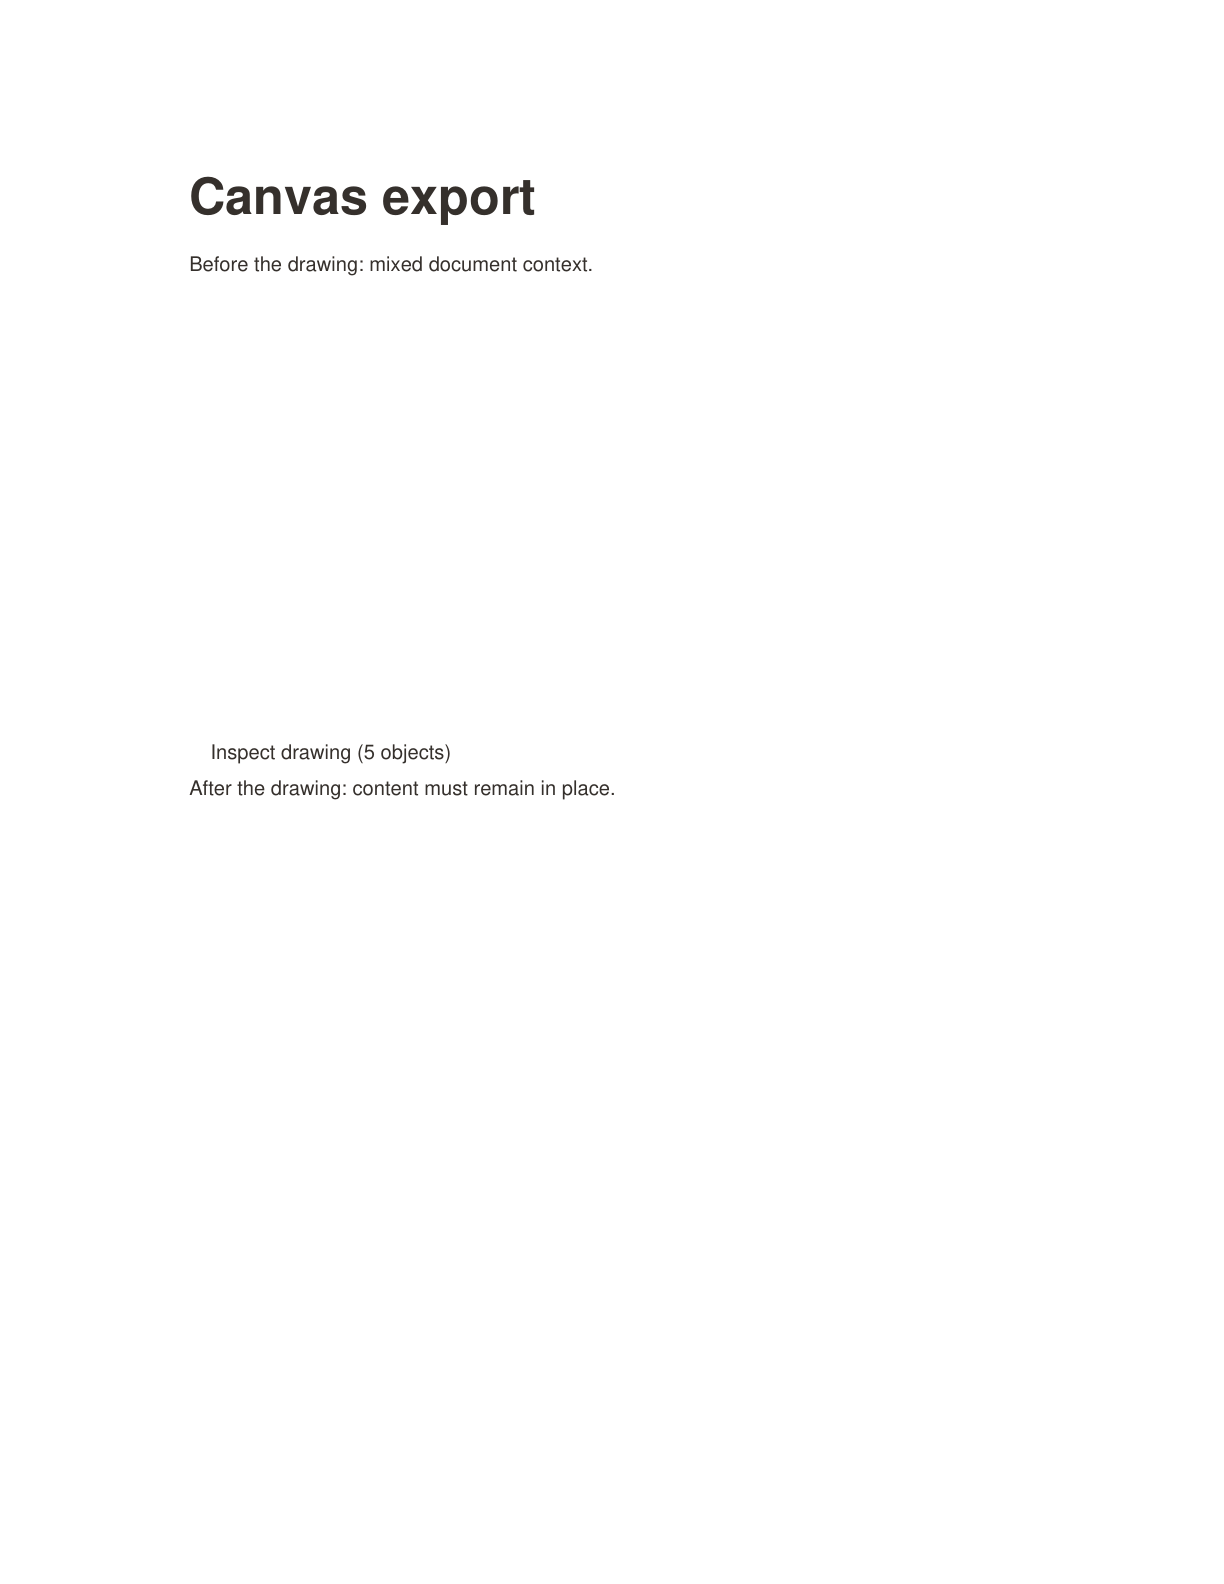 Canvas export
Before the drawing: mixed document context.
Inspect drawing (5 objects)
After the drawing: content must remain in place.